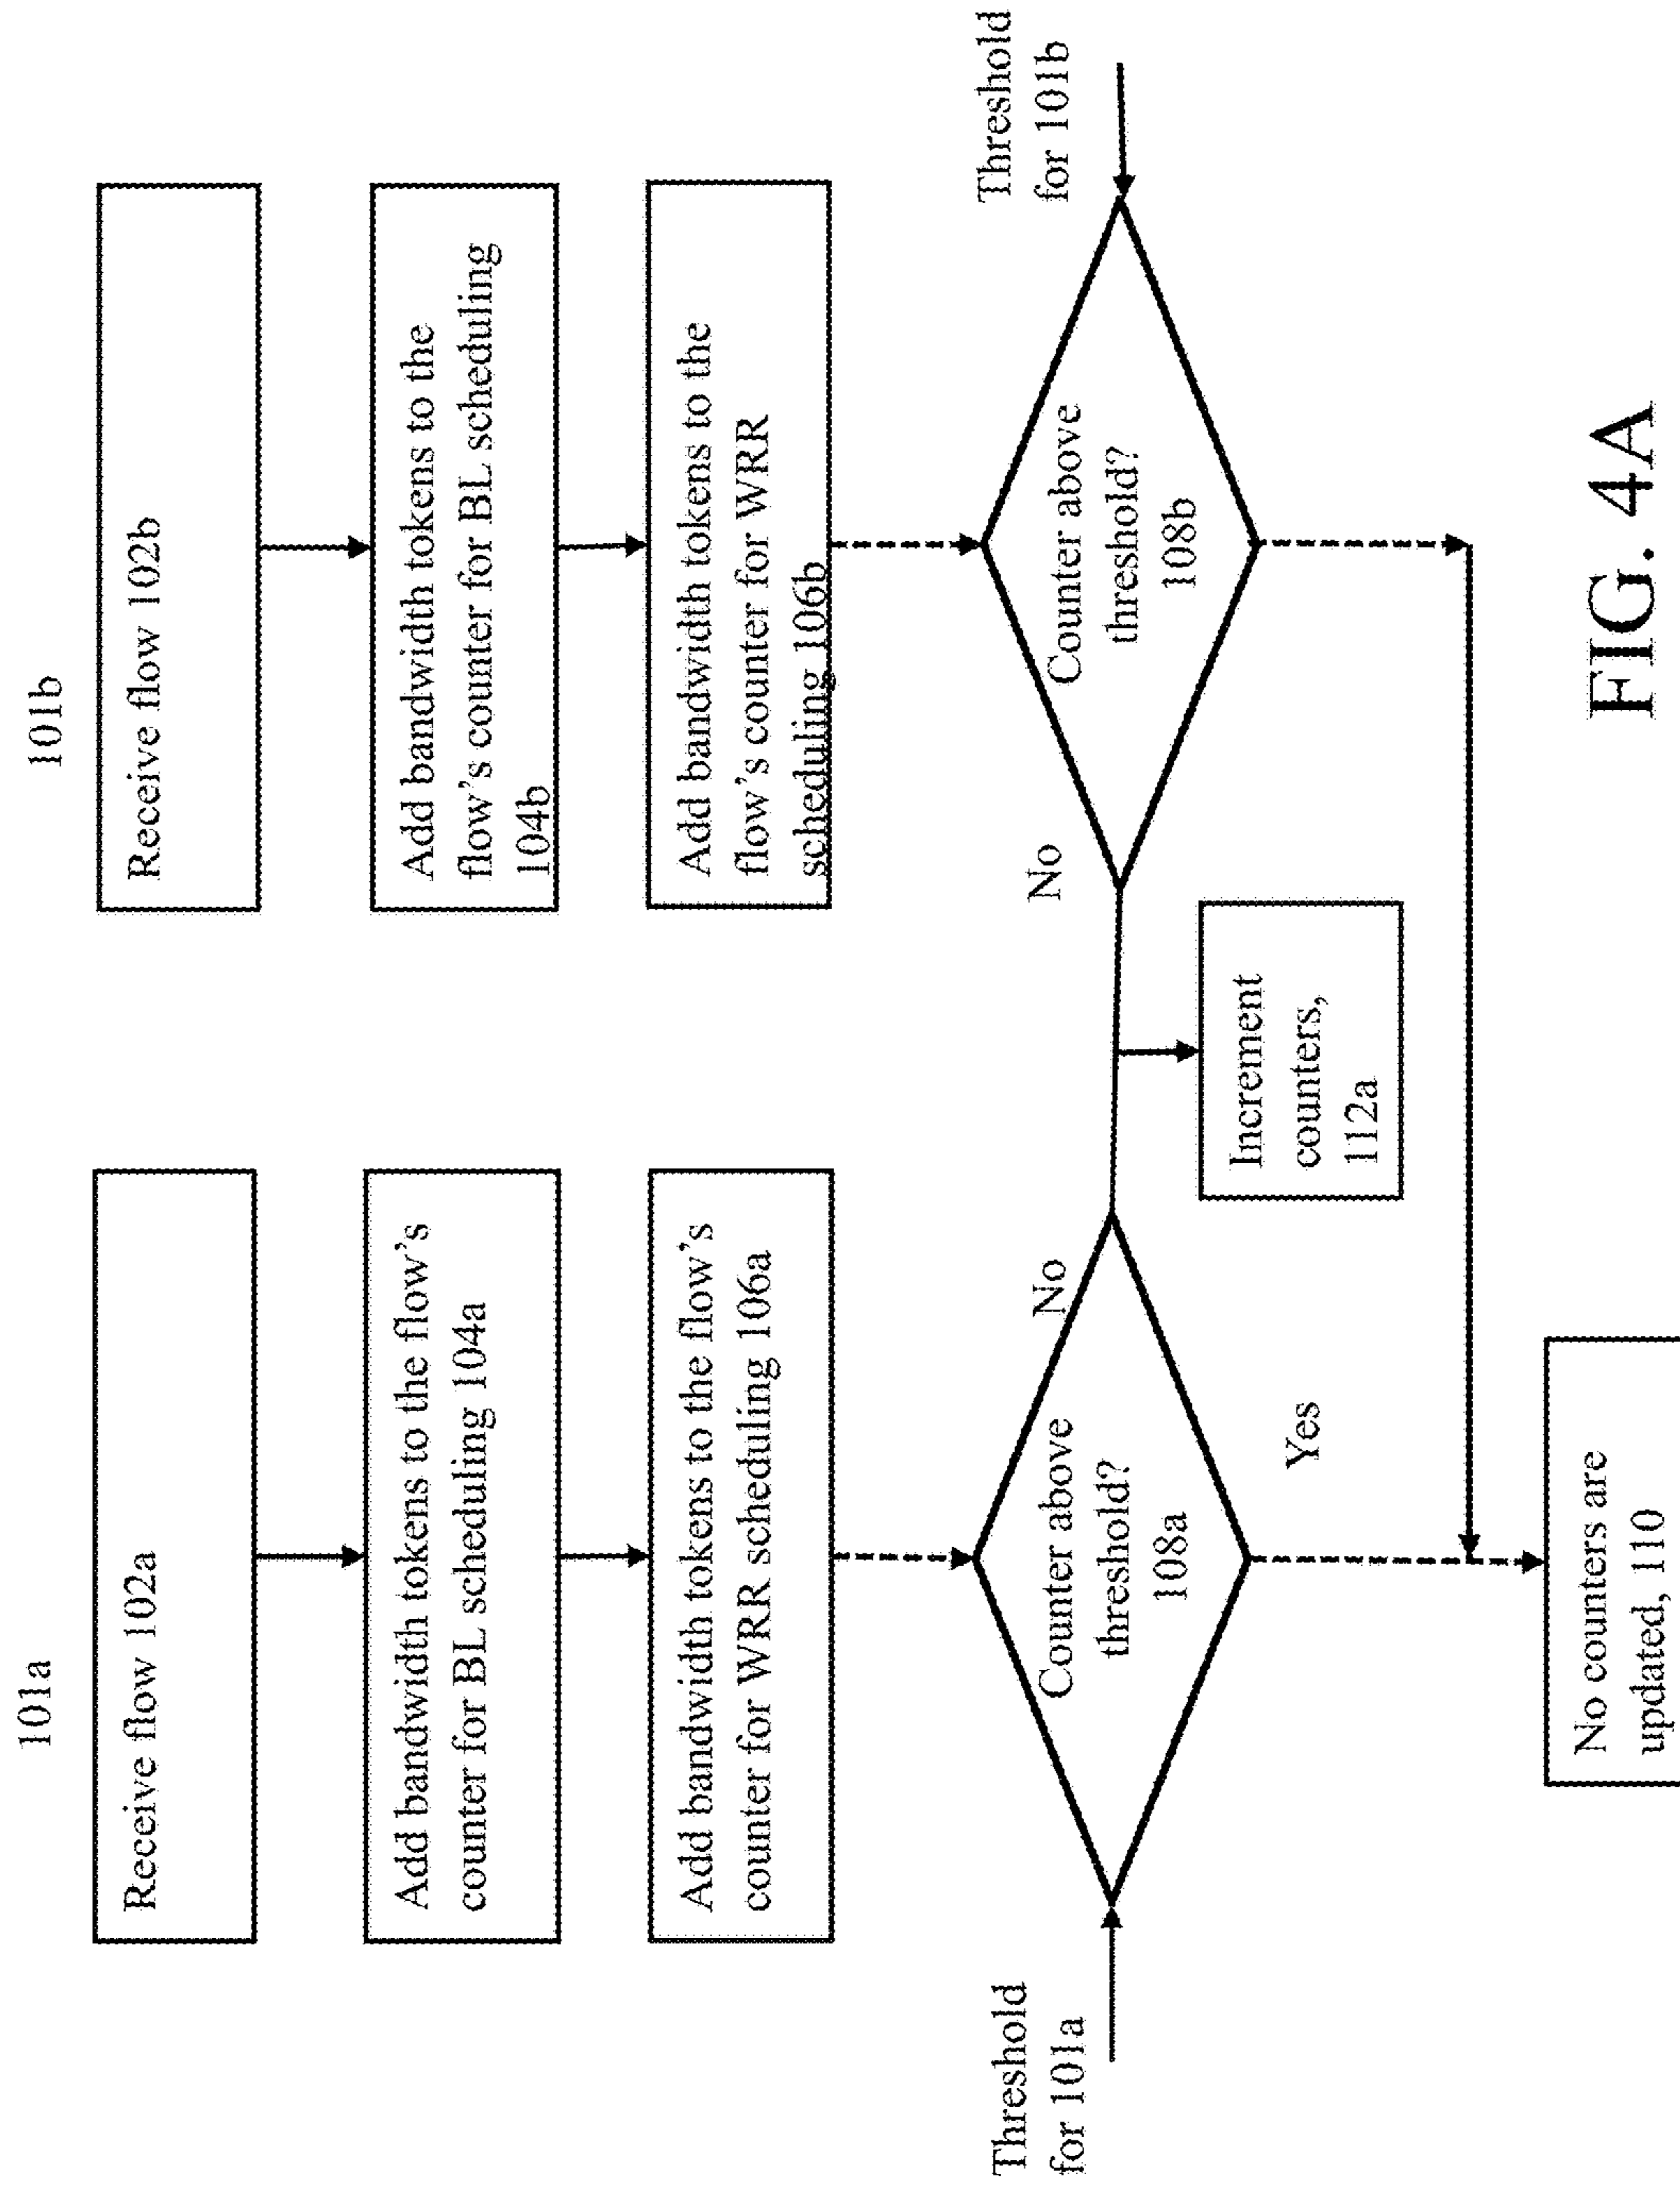 101a
101b
Receive flow 102a
Receive flow 102b
Add bandwidth tokens to the flow's
counter for BL scheduling 104a
Add bandwidth tokens to the
flow's counter for BL scheduling
104b
Add bandwidth tokens to the flow's
counter for WRR scheduling 106a
Add bandwidth tokens to the
flow's counter for WRR
scheduling 106b
Threshold
for 101a
Counter above
threshold?
108a
No
No
Counter above
threshold?
108b
Threshold
for 101b
Increment
counters,
112a
Yes
No counters are
updated, 110
FIG. 4A